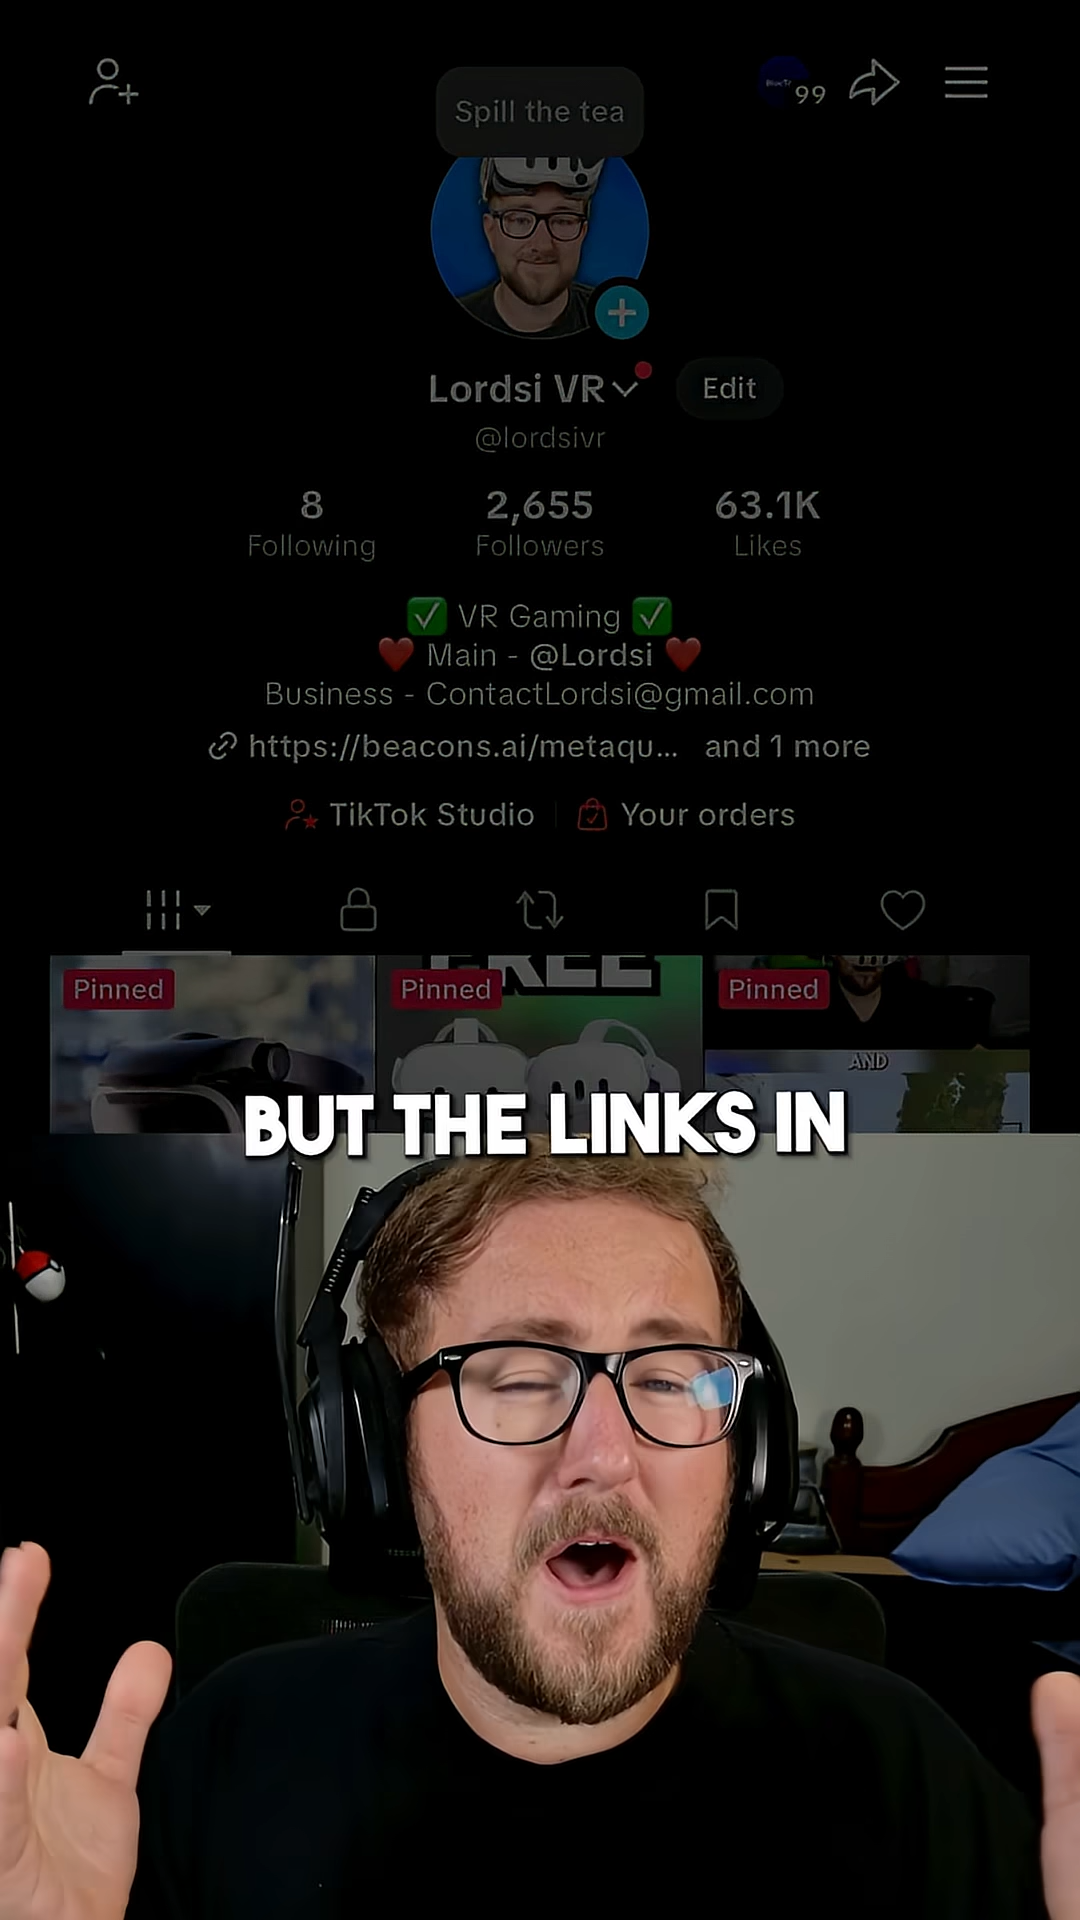 Spill the tea
99
Lordsi VR
Edit
@lordsivr
8
2,655
63.1K
Following
Followers
Likes
✅ VR Gaming ✅
❤️ Main - @Lordsi ❤️
Business - ContactLordsi@gmail.com
https://beacons.ai/metaqu... and 1 more
TikTok Studio
Your orders
Pinned
Pinned
Pinned
FREE
AND
BUT THE LINKS IN